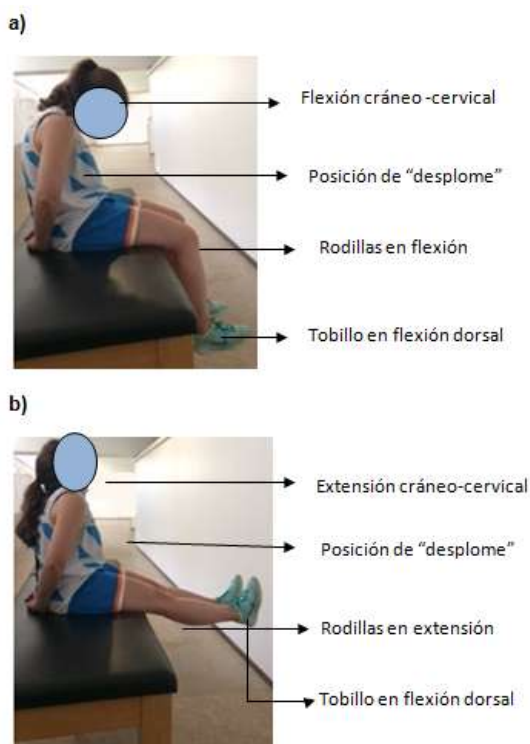 a)
Flexión cráneo -cervical
Posición de “desplome”
Rodillas en flexión
Tobillo en flexión dorsal
b)
Extensión cráneo-cervical
Posición de “desplome”
Rodillas en extensión
Tobillo en flexión dorsal